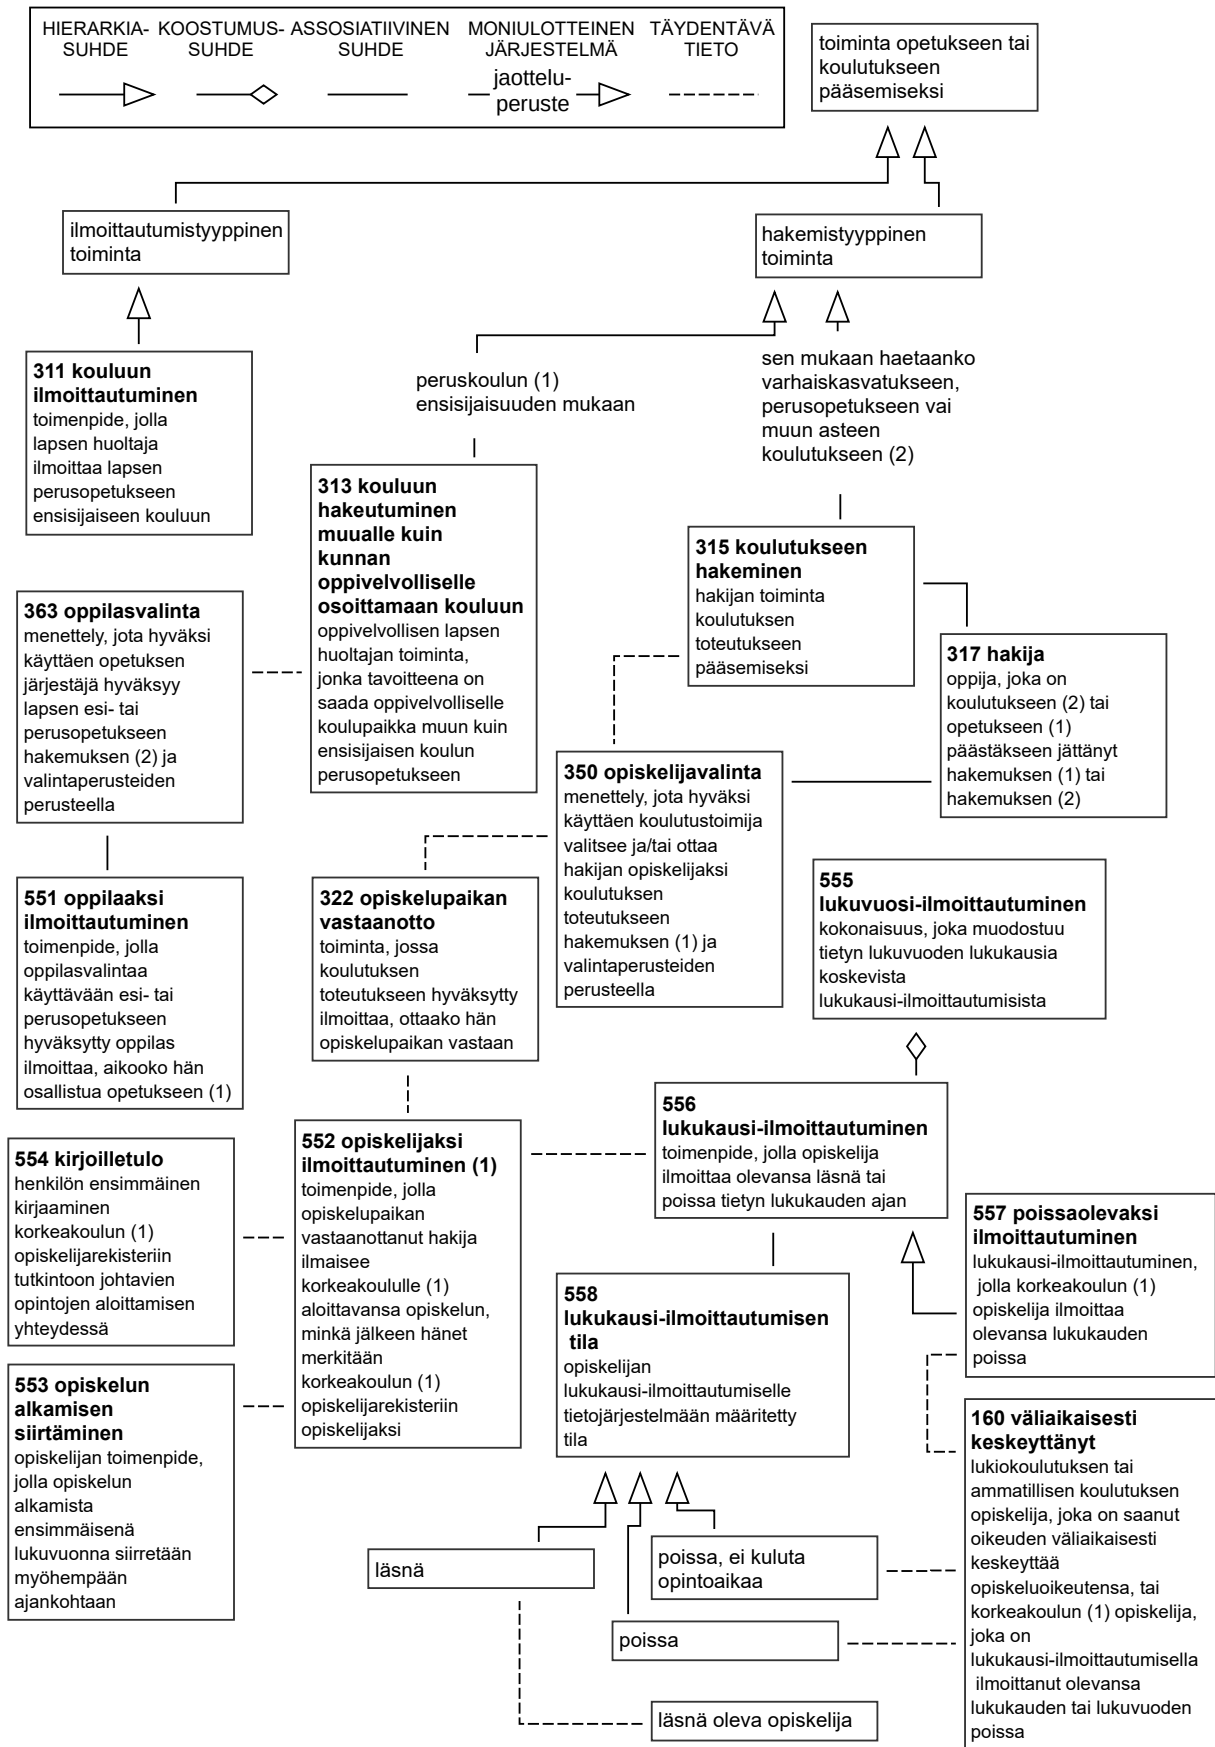 HIERARKIA-
SUHDE
KOOSTUMUS-
SUHDE
ASSOSIATIIVINEN
SUHDE
MONIULOTTEINEN
JÄRJESTELMÄ
jaottelu-
peruste
TÄYDENTÄVÄ
TIETO
toiminta opetukseen tai
koulutukseen
pääsemiseksi
ilmoittautumistyyppinen
toiminta
hakemistyyppinen
toiminta
311 kouluun
ilmoittautuminen
toimenpide, jolla
lapsen huoltaja
ilmoittaa lapsen
perusopetukseen
ensisijaiseen kouluun
peruskoulun (1)
ensisijaisuuden mukaan
sen mukaan haetaanko
varhaiskasvatukseen,
perusopetukseen vai
muun asteen
koulutukseen (2)
313 kouluun
hakeutuminen
muualle kuin
kunnan
oppivelvolliselle
osoittamaan kouluun
oppivelvollisen lapsen
huoltajan toiminta,
jonka tavoitteena on
saada oppivelvolliselle
koulupaikka muun kuin
ensisijaisen koulun
perusopetukseen
315 koulutukseen
hakeminen
hakijan toiminta
koulutuksen
toteutukseen
pääsemiseksi
363 oppilasvalinta
menettely, jota hyväksi
käyttäen opetuksen
järjestäjä hyväksyy
lapsen esi- tai
perusopetukseen
hakemuksen (2) ja
valintaperusteiden
perusteella
317 hakija
oppija, joka on
koulutukseen (2) tai
opetukseen (1)
päästäkseen jättänyt
hakemuksen (1) tai
hakemuksen (2)
350 opiskelijavalinta
menettely, jota hyväksi
käyttäen koulutustoimija
valitsee ja/tai ottaa
hakijan opiskelijaksi
koulutuksen
toteutukseen
hakemuksen (1) ja
valintaperusteiden
perusteella
551 oppilaaksi
ilmoittautuminen
toimenpide, jolla
oppilasvalintaa
käyttävään esi- tai
perusopetukseen
hyväksytty oppilas
ilmoittaa, aikooko hän
osallistua opetukseen (1)
322 opiskelupaikan
vastaanotto
toiminta, jossa
koulutuksen
toteutukseen hyväksytty
ilmoittaa, ottaako hän
opiskelupaikan vastaan
555
lukuvuosi-ilmoittautuminen
kokonaisuus, joka muodostuu
tietyn lukuvuoden lukukausia
koskevista
lukukausi-ilmoittautumisista
556
lukukausi-ilmoittautuminen
toimenpide, jolla opiskelija
ilmoittaa olevansa läsnä tai
poissa tietyn lukukauden ajan
554 kirjoilletulo
henkilön ensimmäinen
kirjaaminen
korkeakoulun (1)
opiskelijarekisteriin
tutkintoon johtavien
opintojen aloittamisen
yhteydessä
552 opiskelijaksi
ilmoittautuminen (1)
toimenpide, jolla
opiskelupaikan
vastaanottanut hakija
ilmaisee
korkeakoululle (1)
aloittavansa opiskelun,
minkä jälkeen hänet
merkitään
korkeakoulun (1)
opiskelijarekisteriin
opiskelijaksi
557 poissaolevaksi
ilmoittautuminen
lukukausi-ilmoittautuminen,
jolla korkeakoulun (1)
opiskelija ilmoittaa
olevansa lukukauden
poissa
558
lukukausi-ilmoittautumisen
tila
opiskelijan
lukukausi-ilmoittautumiselle
tietojärjestelmään määritetty
tila
553 opiskelun
alkamisen
siirtäminen
opiskelijan toimenpide,
jolla opiskelun
alkamista
ensimmäisenä
lukuvuonna siirretään
myöhempään
ajankohtaan
160 väliaikaisesti
keskeyttänyt
lukiokoulutuksen tai
ammatillisen koulutuksen
opiskelija, joka on saanut
oikeuden väliaikaisesti
keskeyttää
opiskeluoikeutensa, tai
korkeakoulun (1) opiskelija,
joka on
lukukausi-ilmoittautumisella
ilmoittanut olevansa
lukukauden tai lukuvuoden
poissa
läsnä
poissa, ei kuluta
opintoaikaa
poissa
läsnä oleva opiskelija